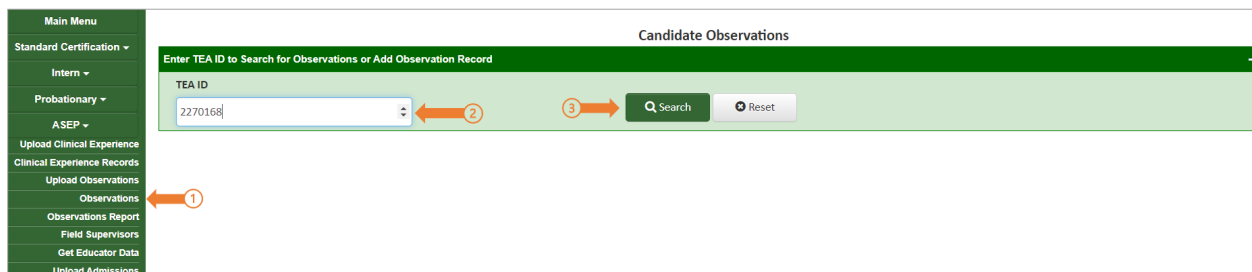 Main Menu
Standard Certification
Intern
Probationary
ASEP
Upload Clinical Experience
Clinical Experience Records
Upload Observations
Observations
Observations Report
Field Supervisors
Get Educator Data
Upload Admissions
Candidate Observations
Enter TEA ID to Search for Observations or Add Observation Record
TEA ID
2270168
2
3
Search
Reset
1